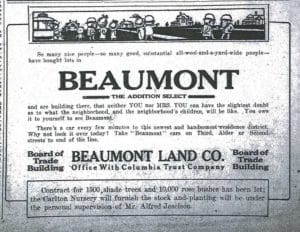 So many nice people—so many good, substantial all-wool-and-a-yard-wide people—
have bought lots in
BEAUMONT
THE ADDITION SELECT
and are building there, that neither YOU nor MRS. YOU can have the slightest doubt
as to what the neighborhood, and the neighborhood's children, will be like. You owe
it to yourself to see Beaumont.
There's a car every few minutes to this newest and handsomest residence district.
Why not look it over today? Take "Beaumont" cars on Third, Alder or Second
streets to end of line.
Board of
Trade
Building
BEAUMONT LAND CO.
Office With Columbia Trust Company
Board of
Trade
Building
Contract for 1500 shade trees and 10,000 rose bushes has been let;
the Carlton Nursery will furnish the stock and planting will be under
the personal supervision of Mr. Alfred